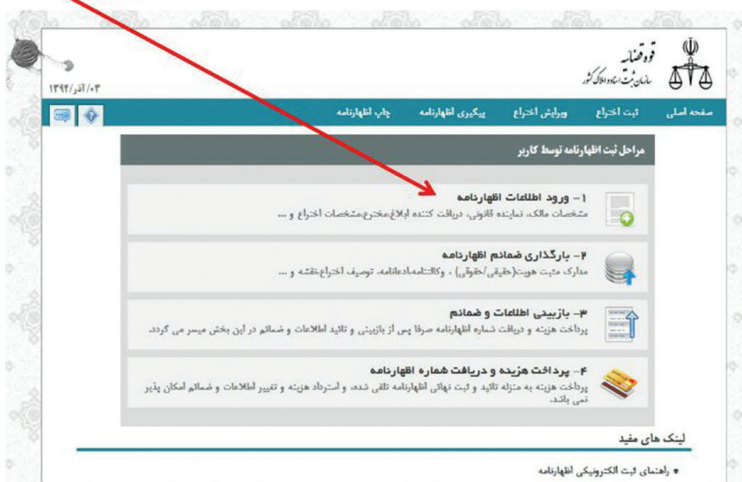 قوه قضائیه
سازمان ثبت اسناد و املاک کشور
۰۳/آذر/۱۳۹۴
صفحه اصلی ثبت اختراع ویرایش اختراع پیگیری اظهارنامه چاپ اظهارنامه
مراحل ثبت اظهارنامه توسط کاربر
۱- ورود اطلاعات اظهارنامه
مشخصات مالک، نماینده قانونی، دریافت کننده ابلاغ،مخترع،مشخصات اختراع و ...
۲- بارگذاری ضمائم اظهارنامه
مدارک مثبت هویت(حقیقی/حقوقی) ، وکالتنامه،ادعانامه، توصیف اختراع،نقشه و ...
۳- بازبینی اطلاعات و ضمائم
پرداخت هزینه و دریافت شماره اظهارنامه صرفا پس از بازبینی و تائید اطلاعات و ضمائم در این بخش میسر می گردد.
۴- پرداخت هزینه و دریافت شماره اظهارنامه
پرداخت هزینه به منزله تائید و ثبت نهائی اظهارنامه تلقی شده، و استرداد هزینه و تغییر اطلاعات و ضمائم امکان پذیر
نمی باشد.
لینک های مفید
راهنمای ثبت الکترونیکی اظهارنامه